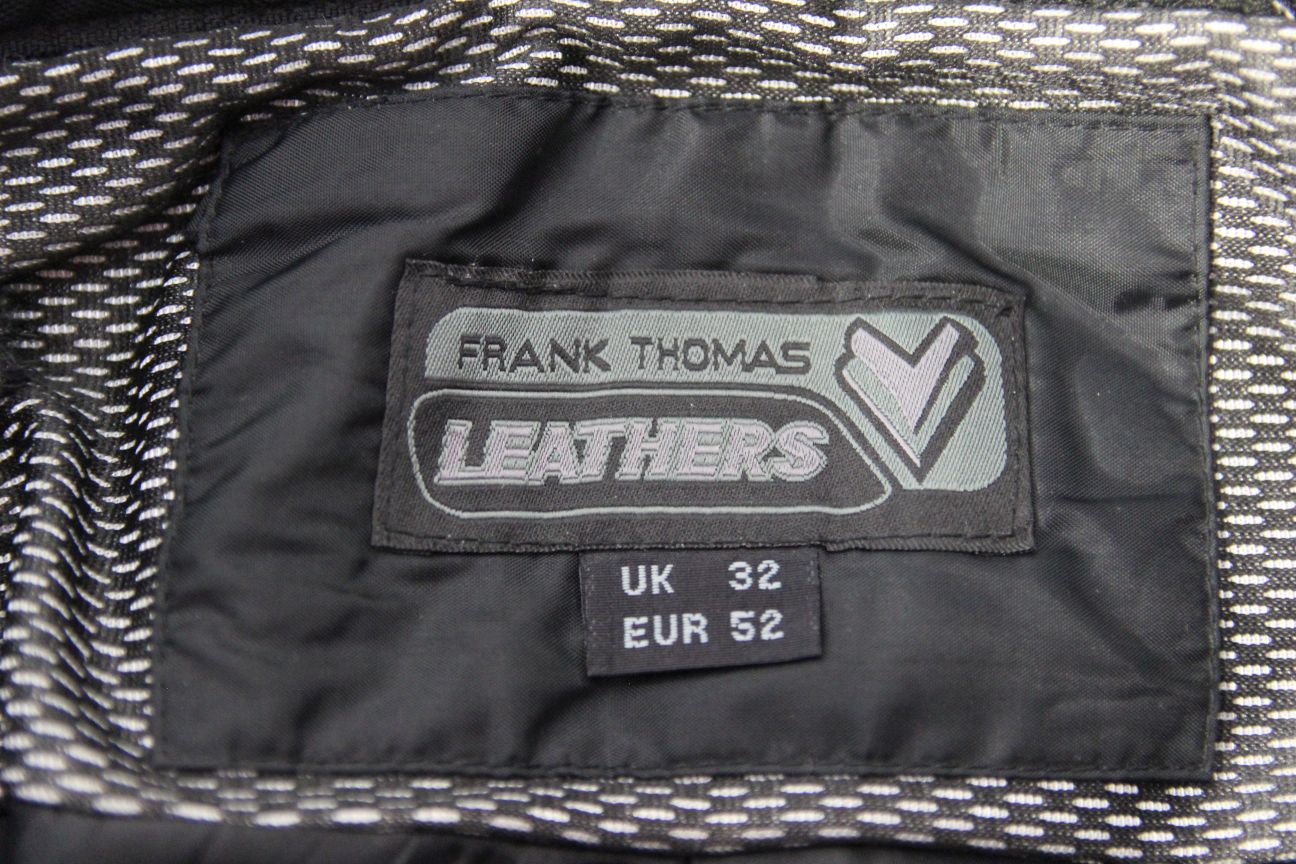 FRANK THOMAS
LEATHERS
UK 32
EUR 52